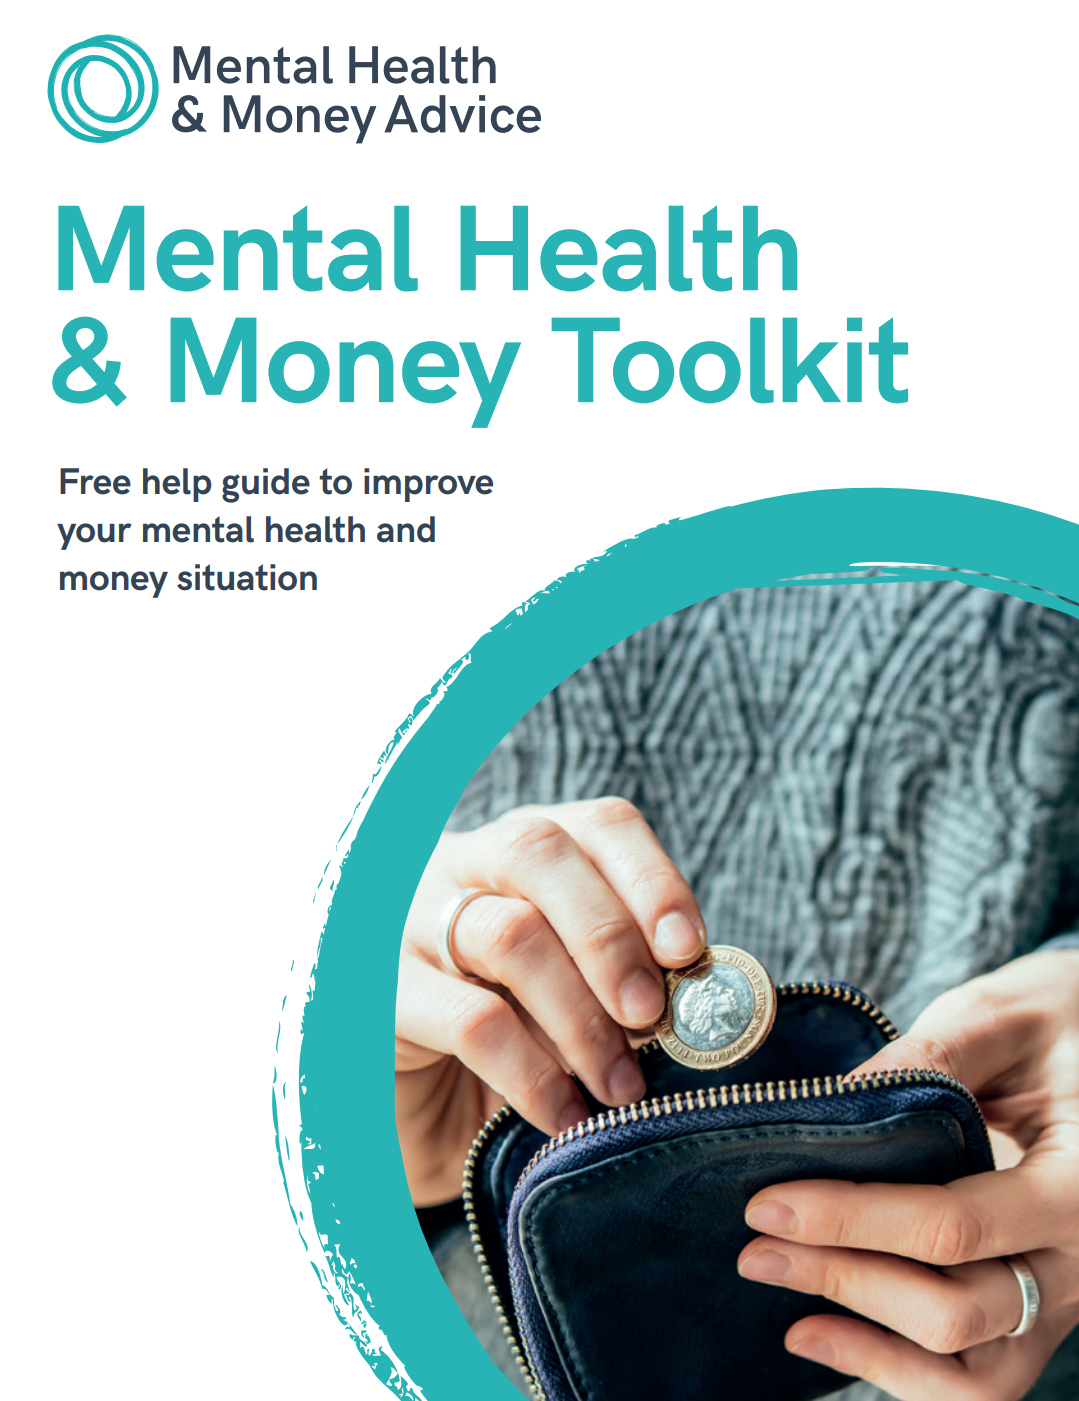 Mental Health
& Money Advice
Mental Health
& Money Toolkit
Free help guide to improve
your mental health and
money situation